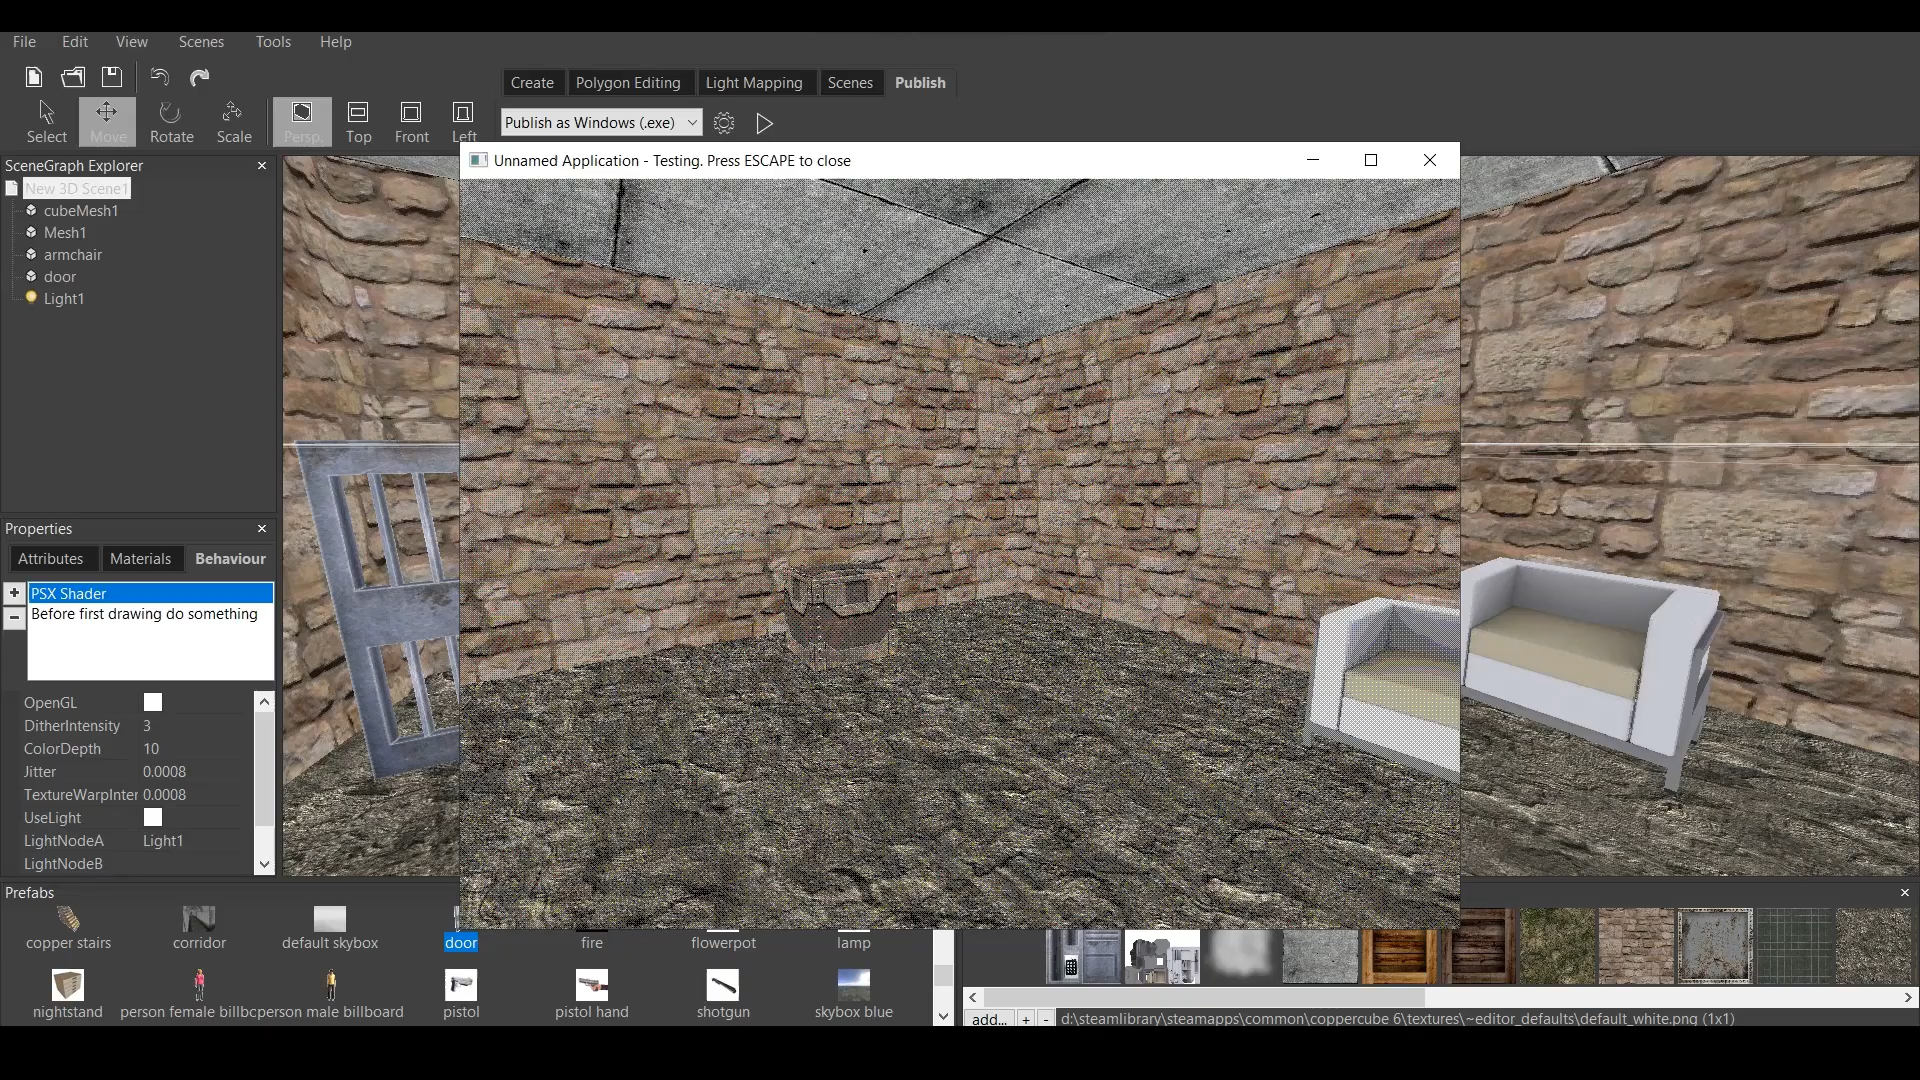 File Edit View Scenes Tools Help
Create Polygon Editing Light Mapping Scenes Publish
Select Move Rotate Scale Persp. Top Front Left
Publish as Windows (.exe)
SceneGraph Explorer
Unnamed Application - Testing. Press ESCAPE to close
New 3D Scene1
cubeMesh1
Mesh1
armchair
door
Light1
Properties
Attributes Materials Behaviour
PSX Shader
Before first drawing do something
OpenGL
DitherIntensity 3
ColorDepth 10
Jitter 0.0008
TextureWarpInter 0.0008
UseLight
LightNodeA Light1
LightNodeB
Prefabs
copper stairs corridor default skybox door fire flowerpot lamp
nightstand person female billbc person male billboard pistol pistol hand shotgun skybox blue
add... + - d:\steamlibrary\steamapps\common\coppercube 6\textures\~editor_defaults\default_white.png (1x1)